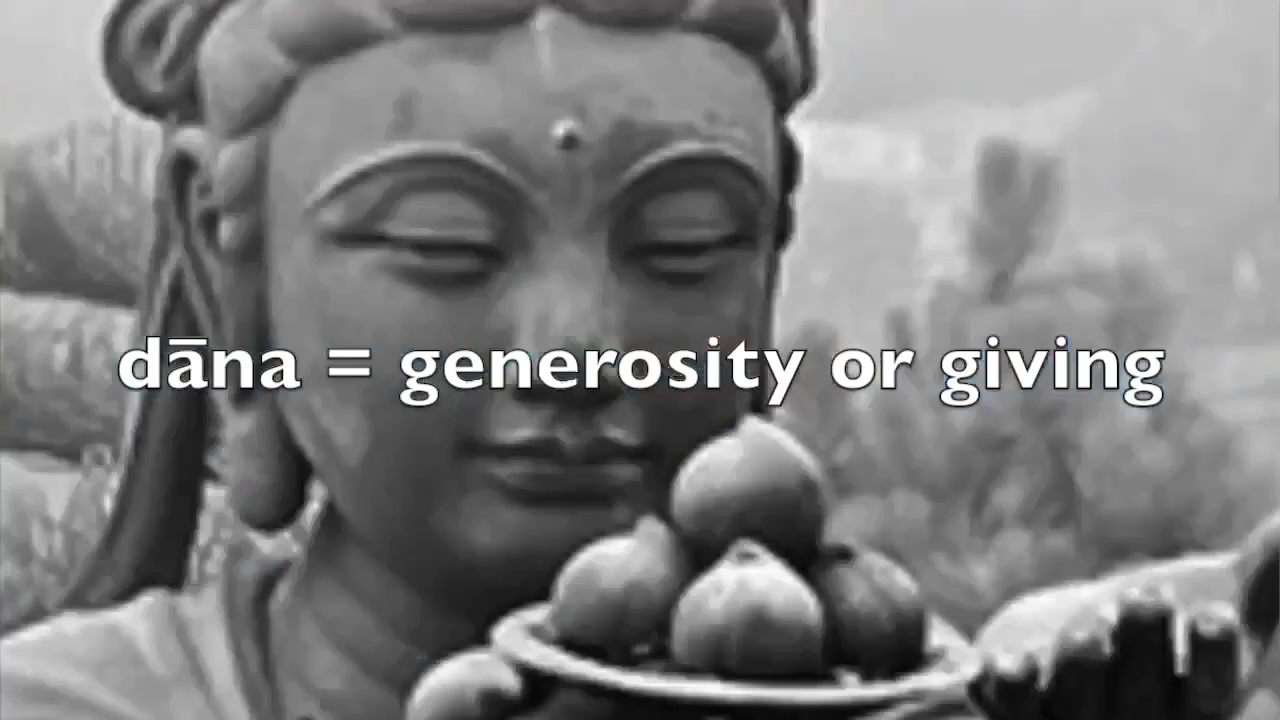 dāna = generosity or giving